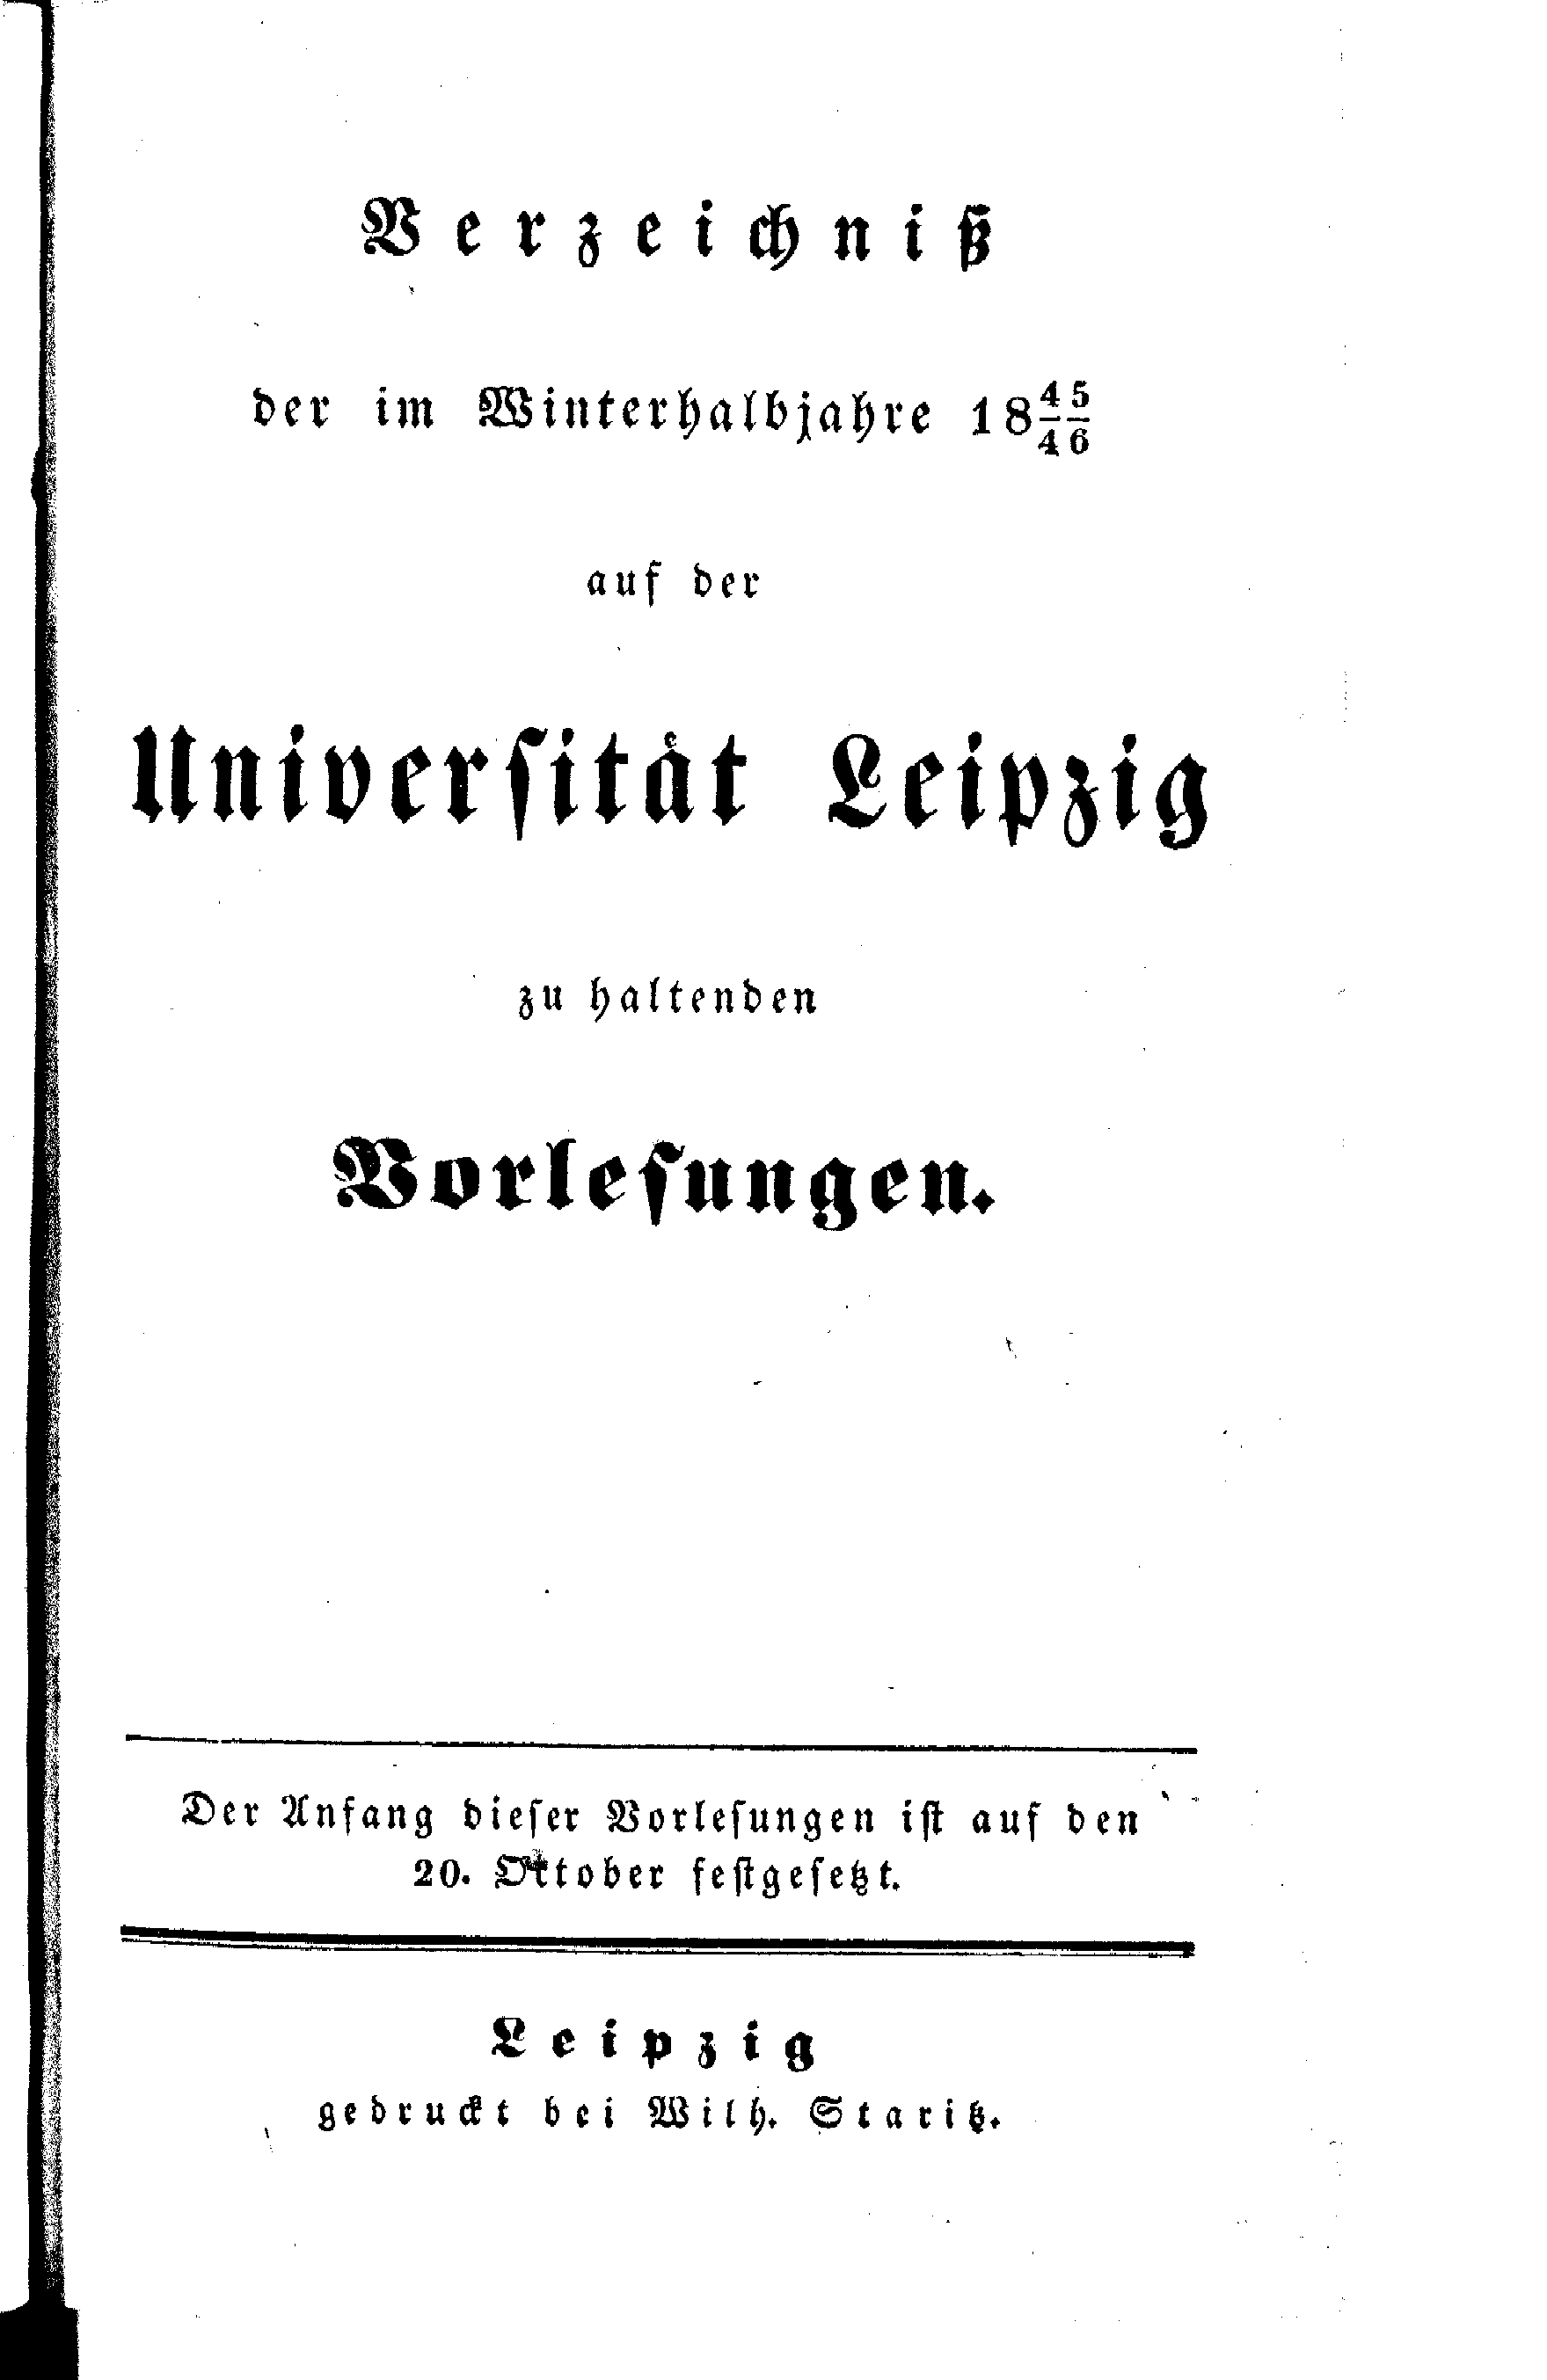 Verzeichniß
der im Winterhalbjahre 18 45/46
auf der
Universität Leipzig
zu haltenden
Vorlesungen.
Der Anfang dieser Vorlesungen ist auf den
20. Oktober festgesetzt.
Leipzig
gedruckt bei Wilh. Staritz.